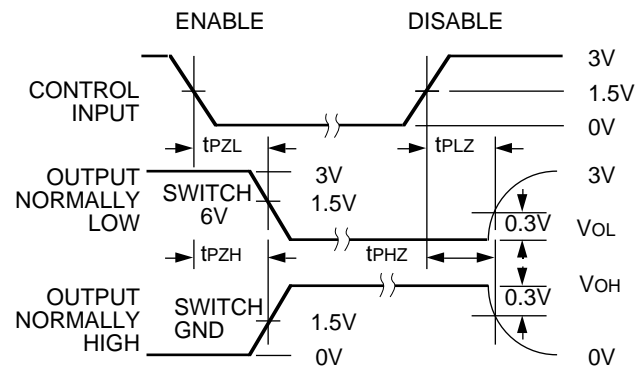 ENABLE DISABLE
3V
CONTROL
INPUT
1.5V
0V
tPZL tPLZ
OUTPUT
NORMALLY
LOW
SWITCH
6V
3V
1.5V
3V
0.3V
VOL
tPZH tPHZ
VOH
0.3V
OUTPUT
NORMALLY
HIGH
SWITCH
GND
1.5V
0V
0V